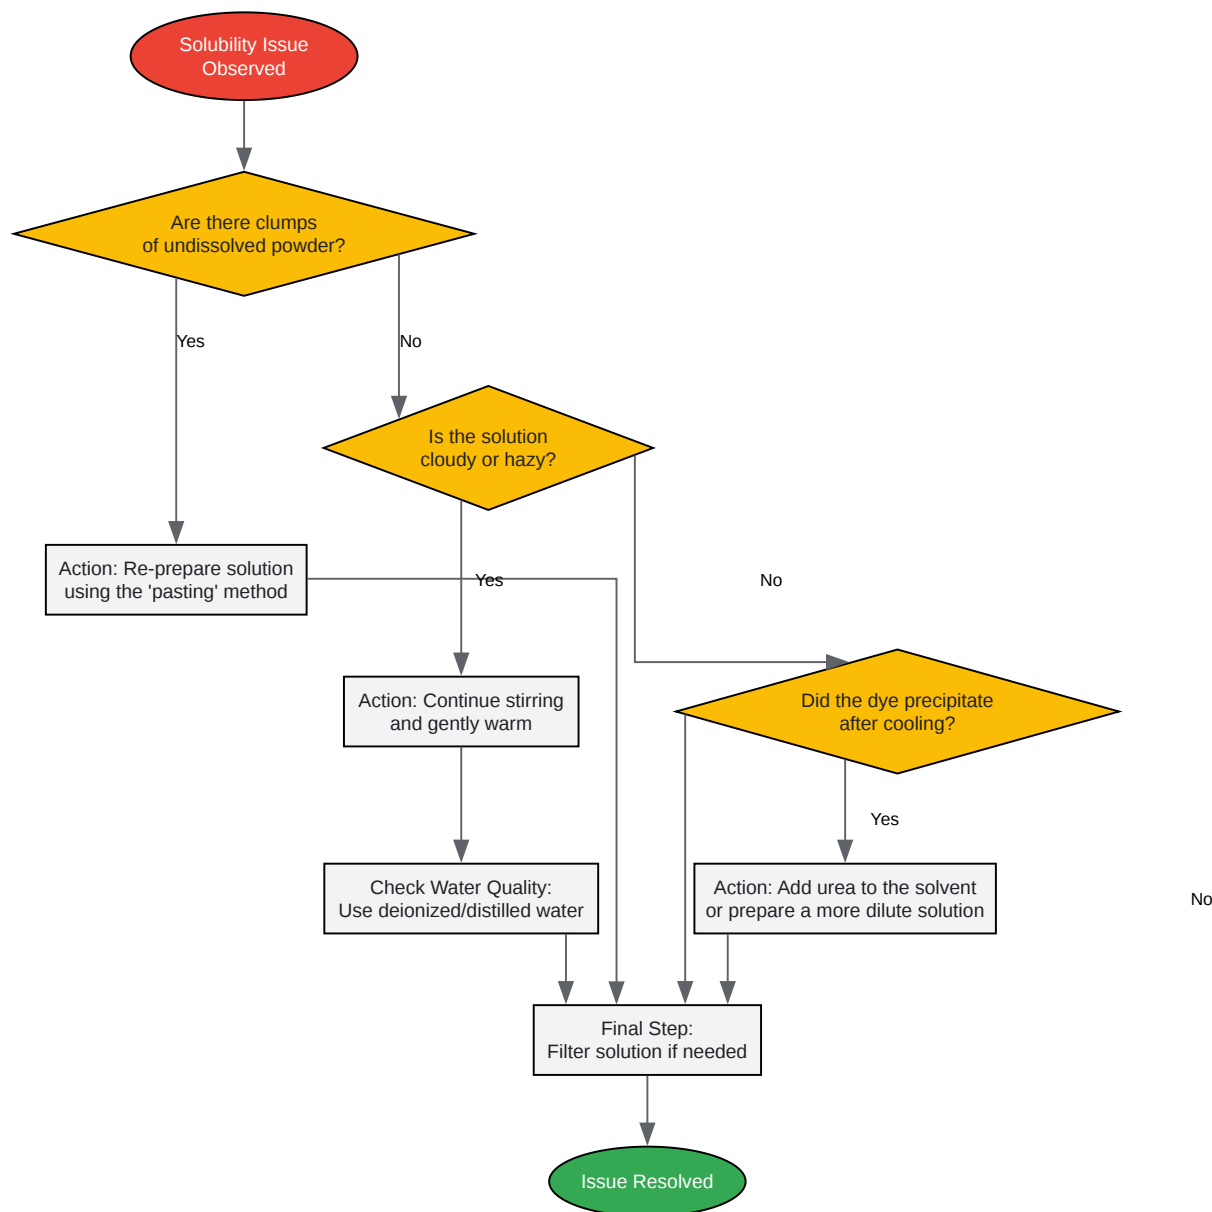 Solubility Issue
Observed
Are there clumps
of undissolved powder?
Yes
No
Is the solution
cloudy or hazy?
Action: Re-prepare solution
using the 'pasting' method
Yes
No
Action: Continue stirring
and gently warm
Did the dye precipitate
after cooling?
Yes
Check Water Quality:
Use deionized/distilled water
Action: Add urea to the solvent
or prepare a more dilute solution
No
Final Step:
Filter solution if needed
Issue Resolved